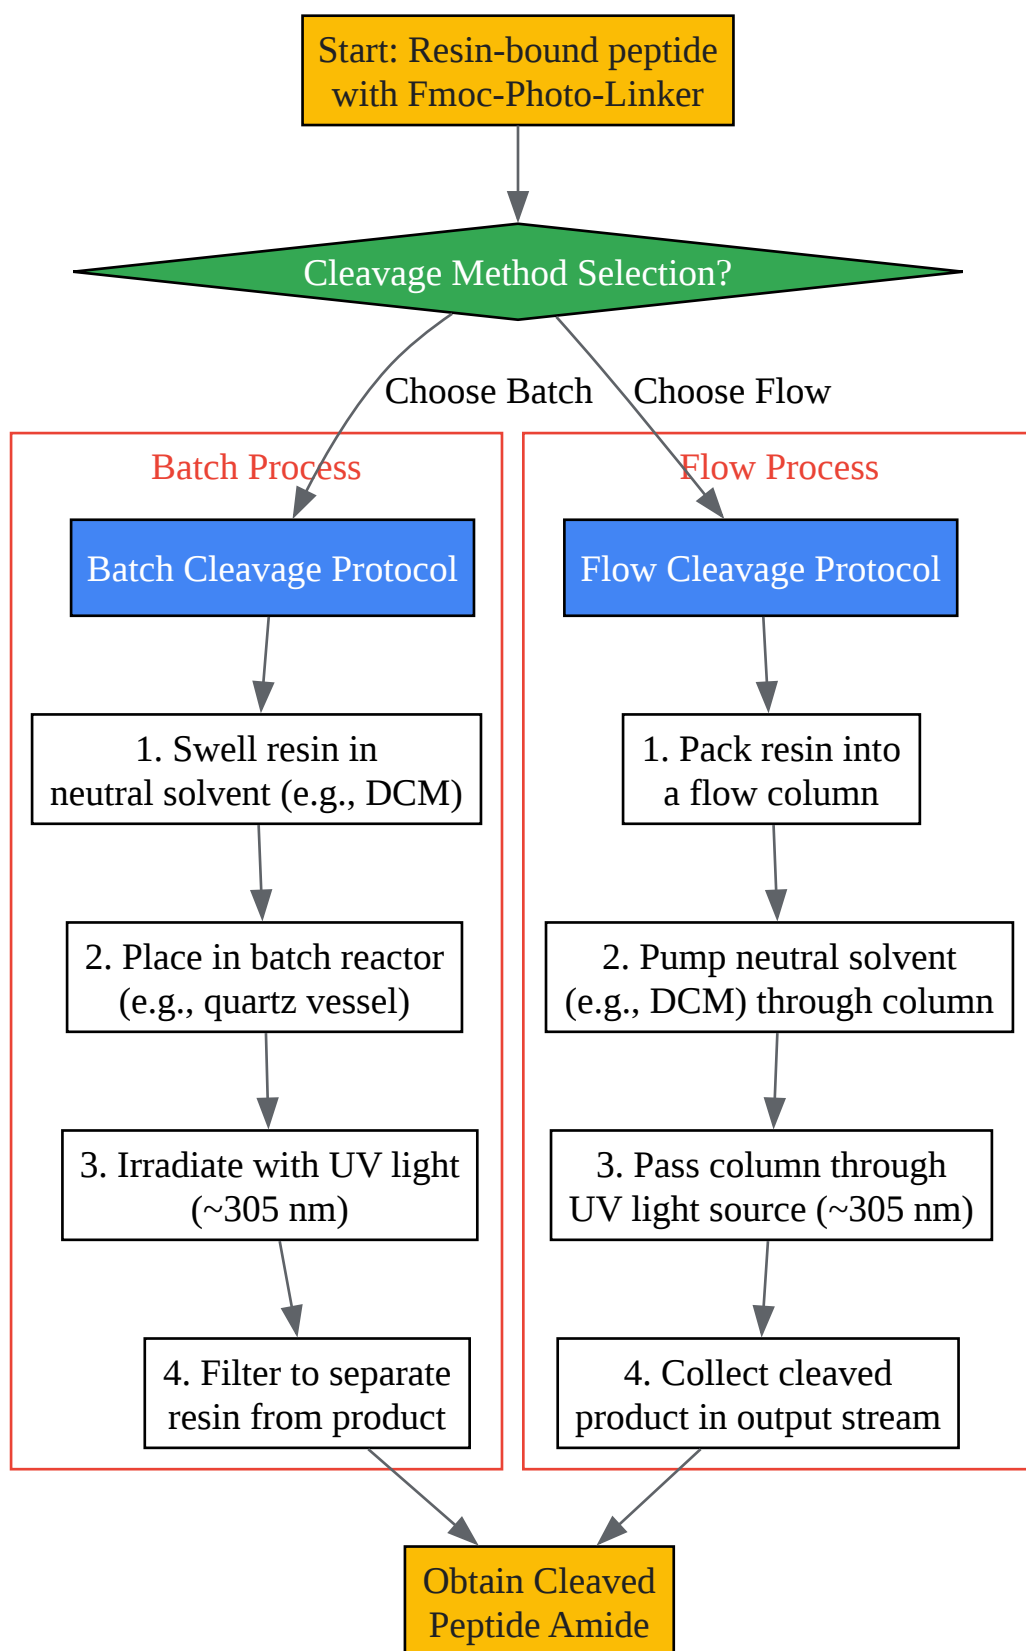 Start: Resin-bound peptide
with Fmoc-Photo-Linker
Cleavage Method Selection?
Choose Batch
Choose Flow
Batch Process
Batch Cleavage Protocol
1. Swell resin in
neutral solvent (e.g., DCM)
2. Place in batch reactor
(e.g., quartz vessel)
3. Irradiate with UV light
(~305 nm)
4. Filter to separate
resin from product
Flow Process
Flow Cleavage Protocol
1. Pack resin into
a flow column
2. Pump neutral solvent
(e.g., DCM) through column
3. Pass column through
UV light source (~305 nm)
4. Collect cleaved
product in output stream
Obtain Cleaved
Peptide Amide